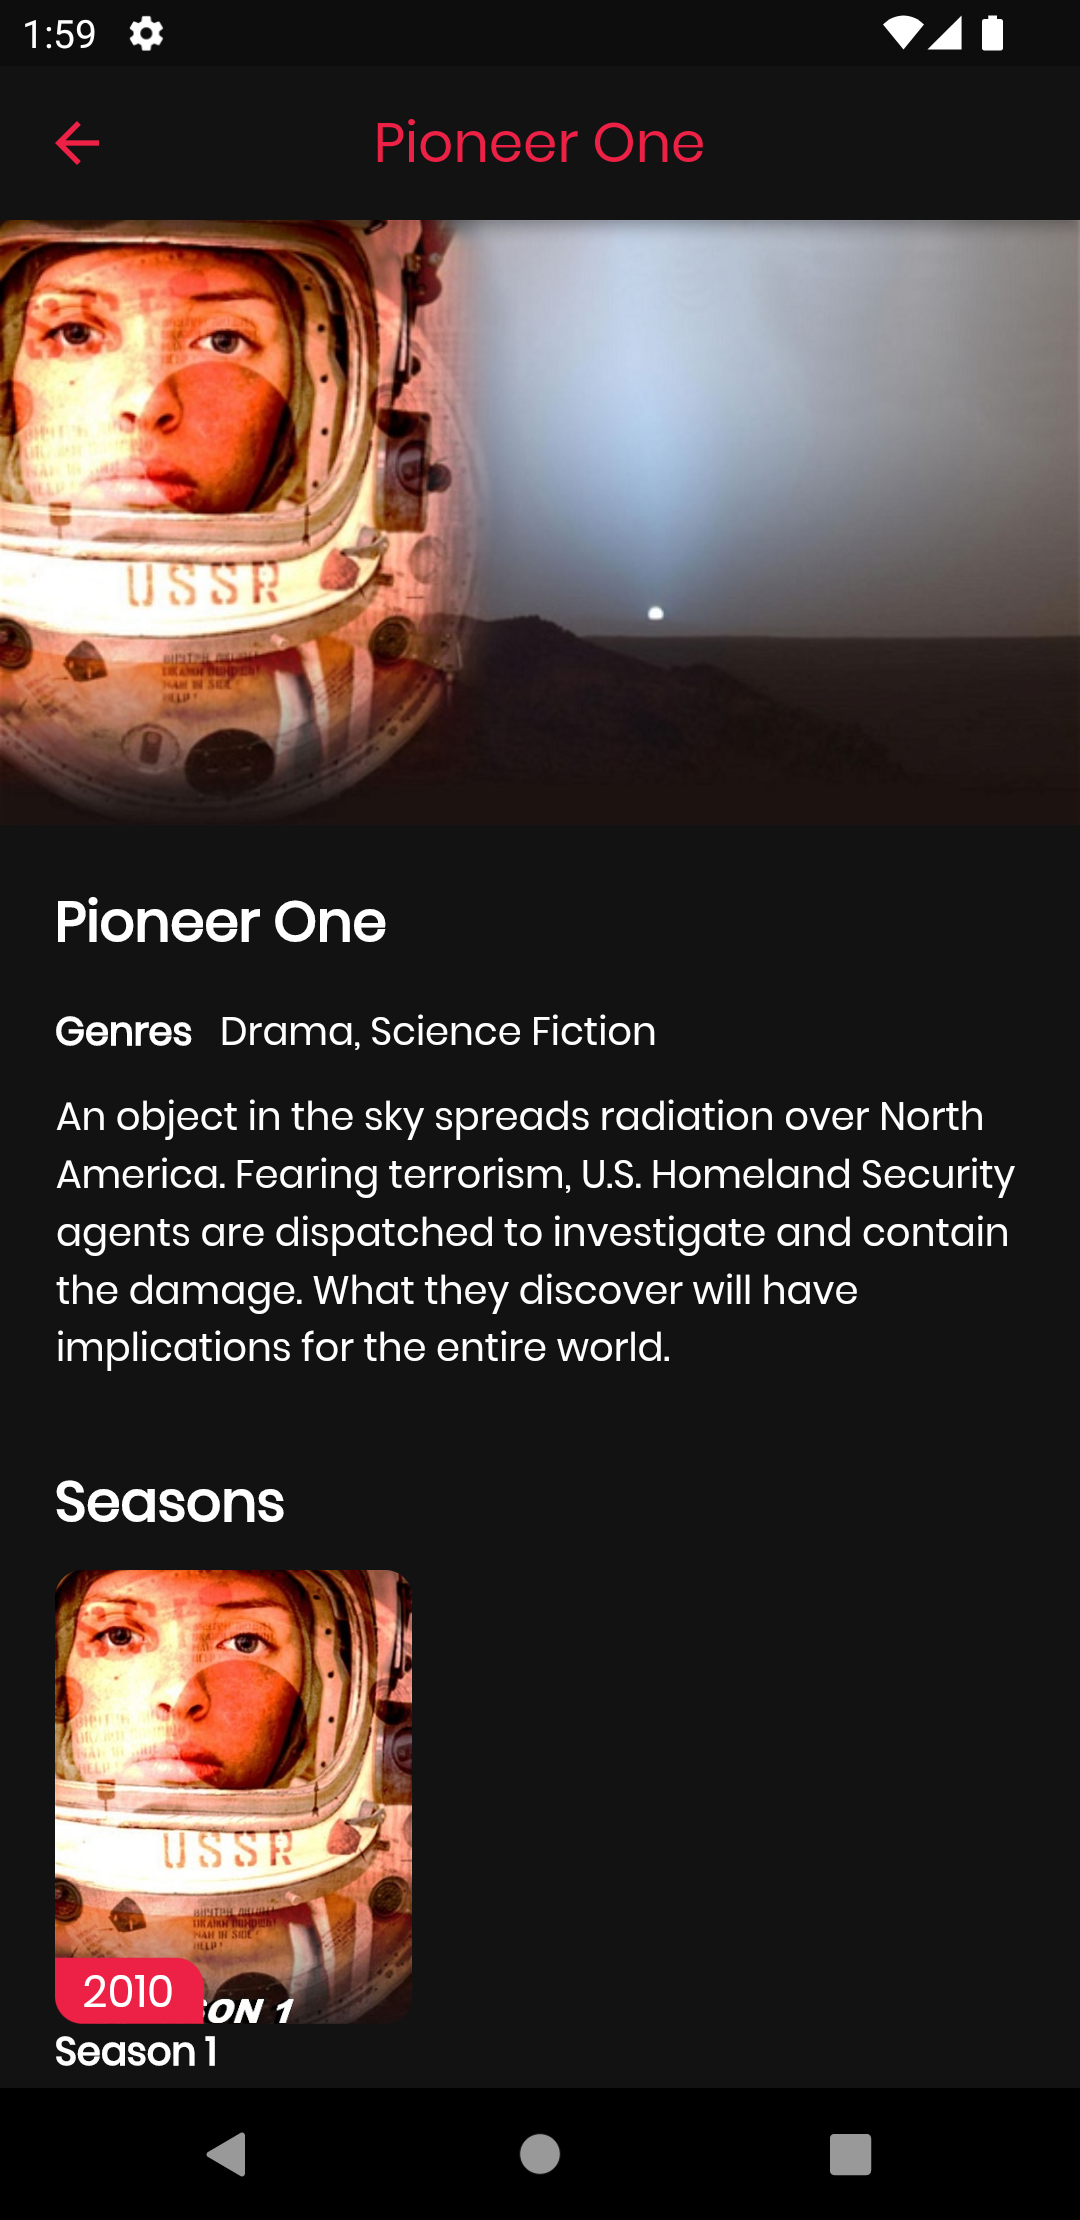 1:59
Pioneer One
USSR
Pioneer One
Genres Drama, Science Fiction
An object in the sky spreads radiation over North
America. Fearing terrorism, U.S. Homeland Security
agents are dispatched to investigate and contain
the damage. What they discover will have
implications for the entire world.
Seasons
USSR
2010
SON 1
Season 1